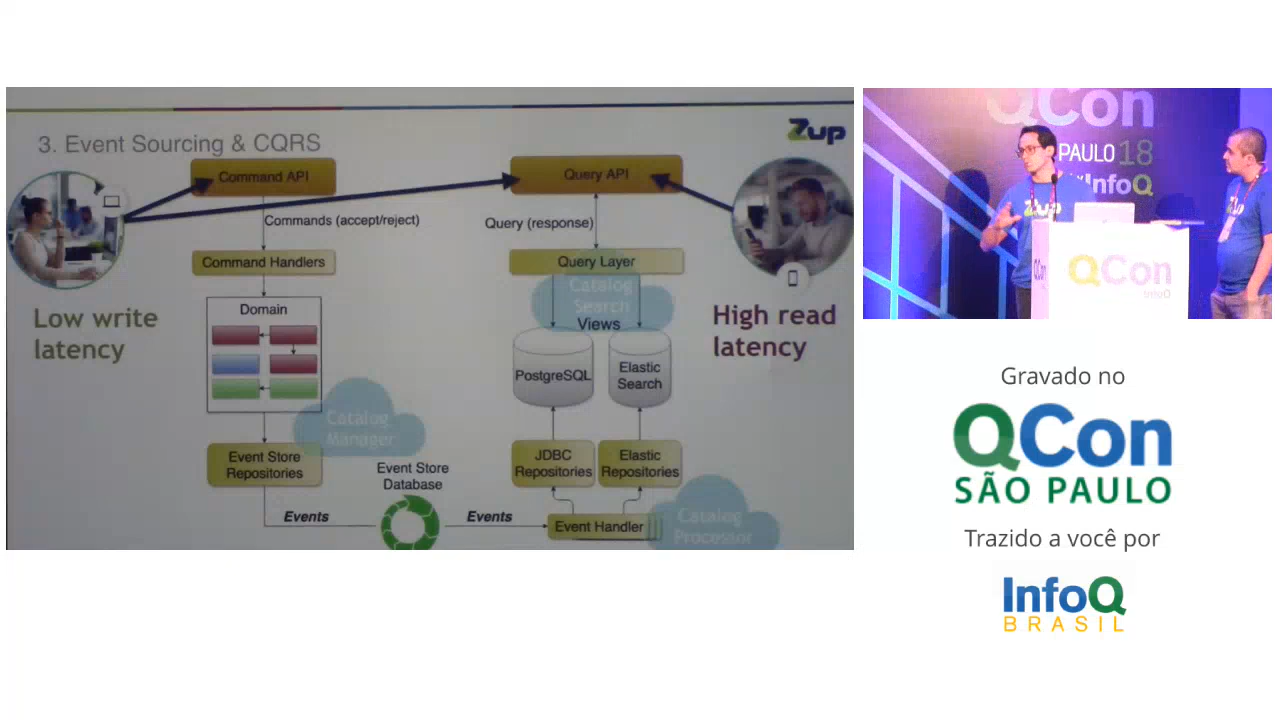 3. Event Sourcing & CQRS
Zup
Command API
Query API
Commands (accept/reject)
Query (response)
Command Handlers
Query Layer
Catalog
Search
Views
Domain
Low write
latency
High read
latency
PostgreSQL
Elastic
Search
Catalog
Manager
Event Store
Repositories
JDBC
Repositories
Elastic
Repositories
Event Store
Database
Events
Events
Event Handler
Catalog
Processor
QCon
PAULO 18
InfoQ
Zup
QCon
Gravado no
QCon
SÃO PAULO
Trazido a você por
InfoQ
BRASIL